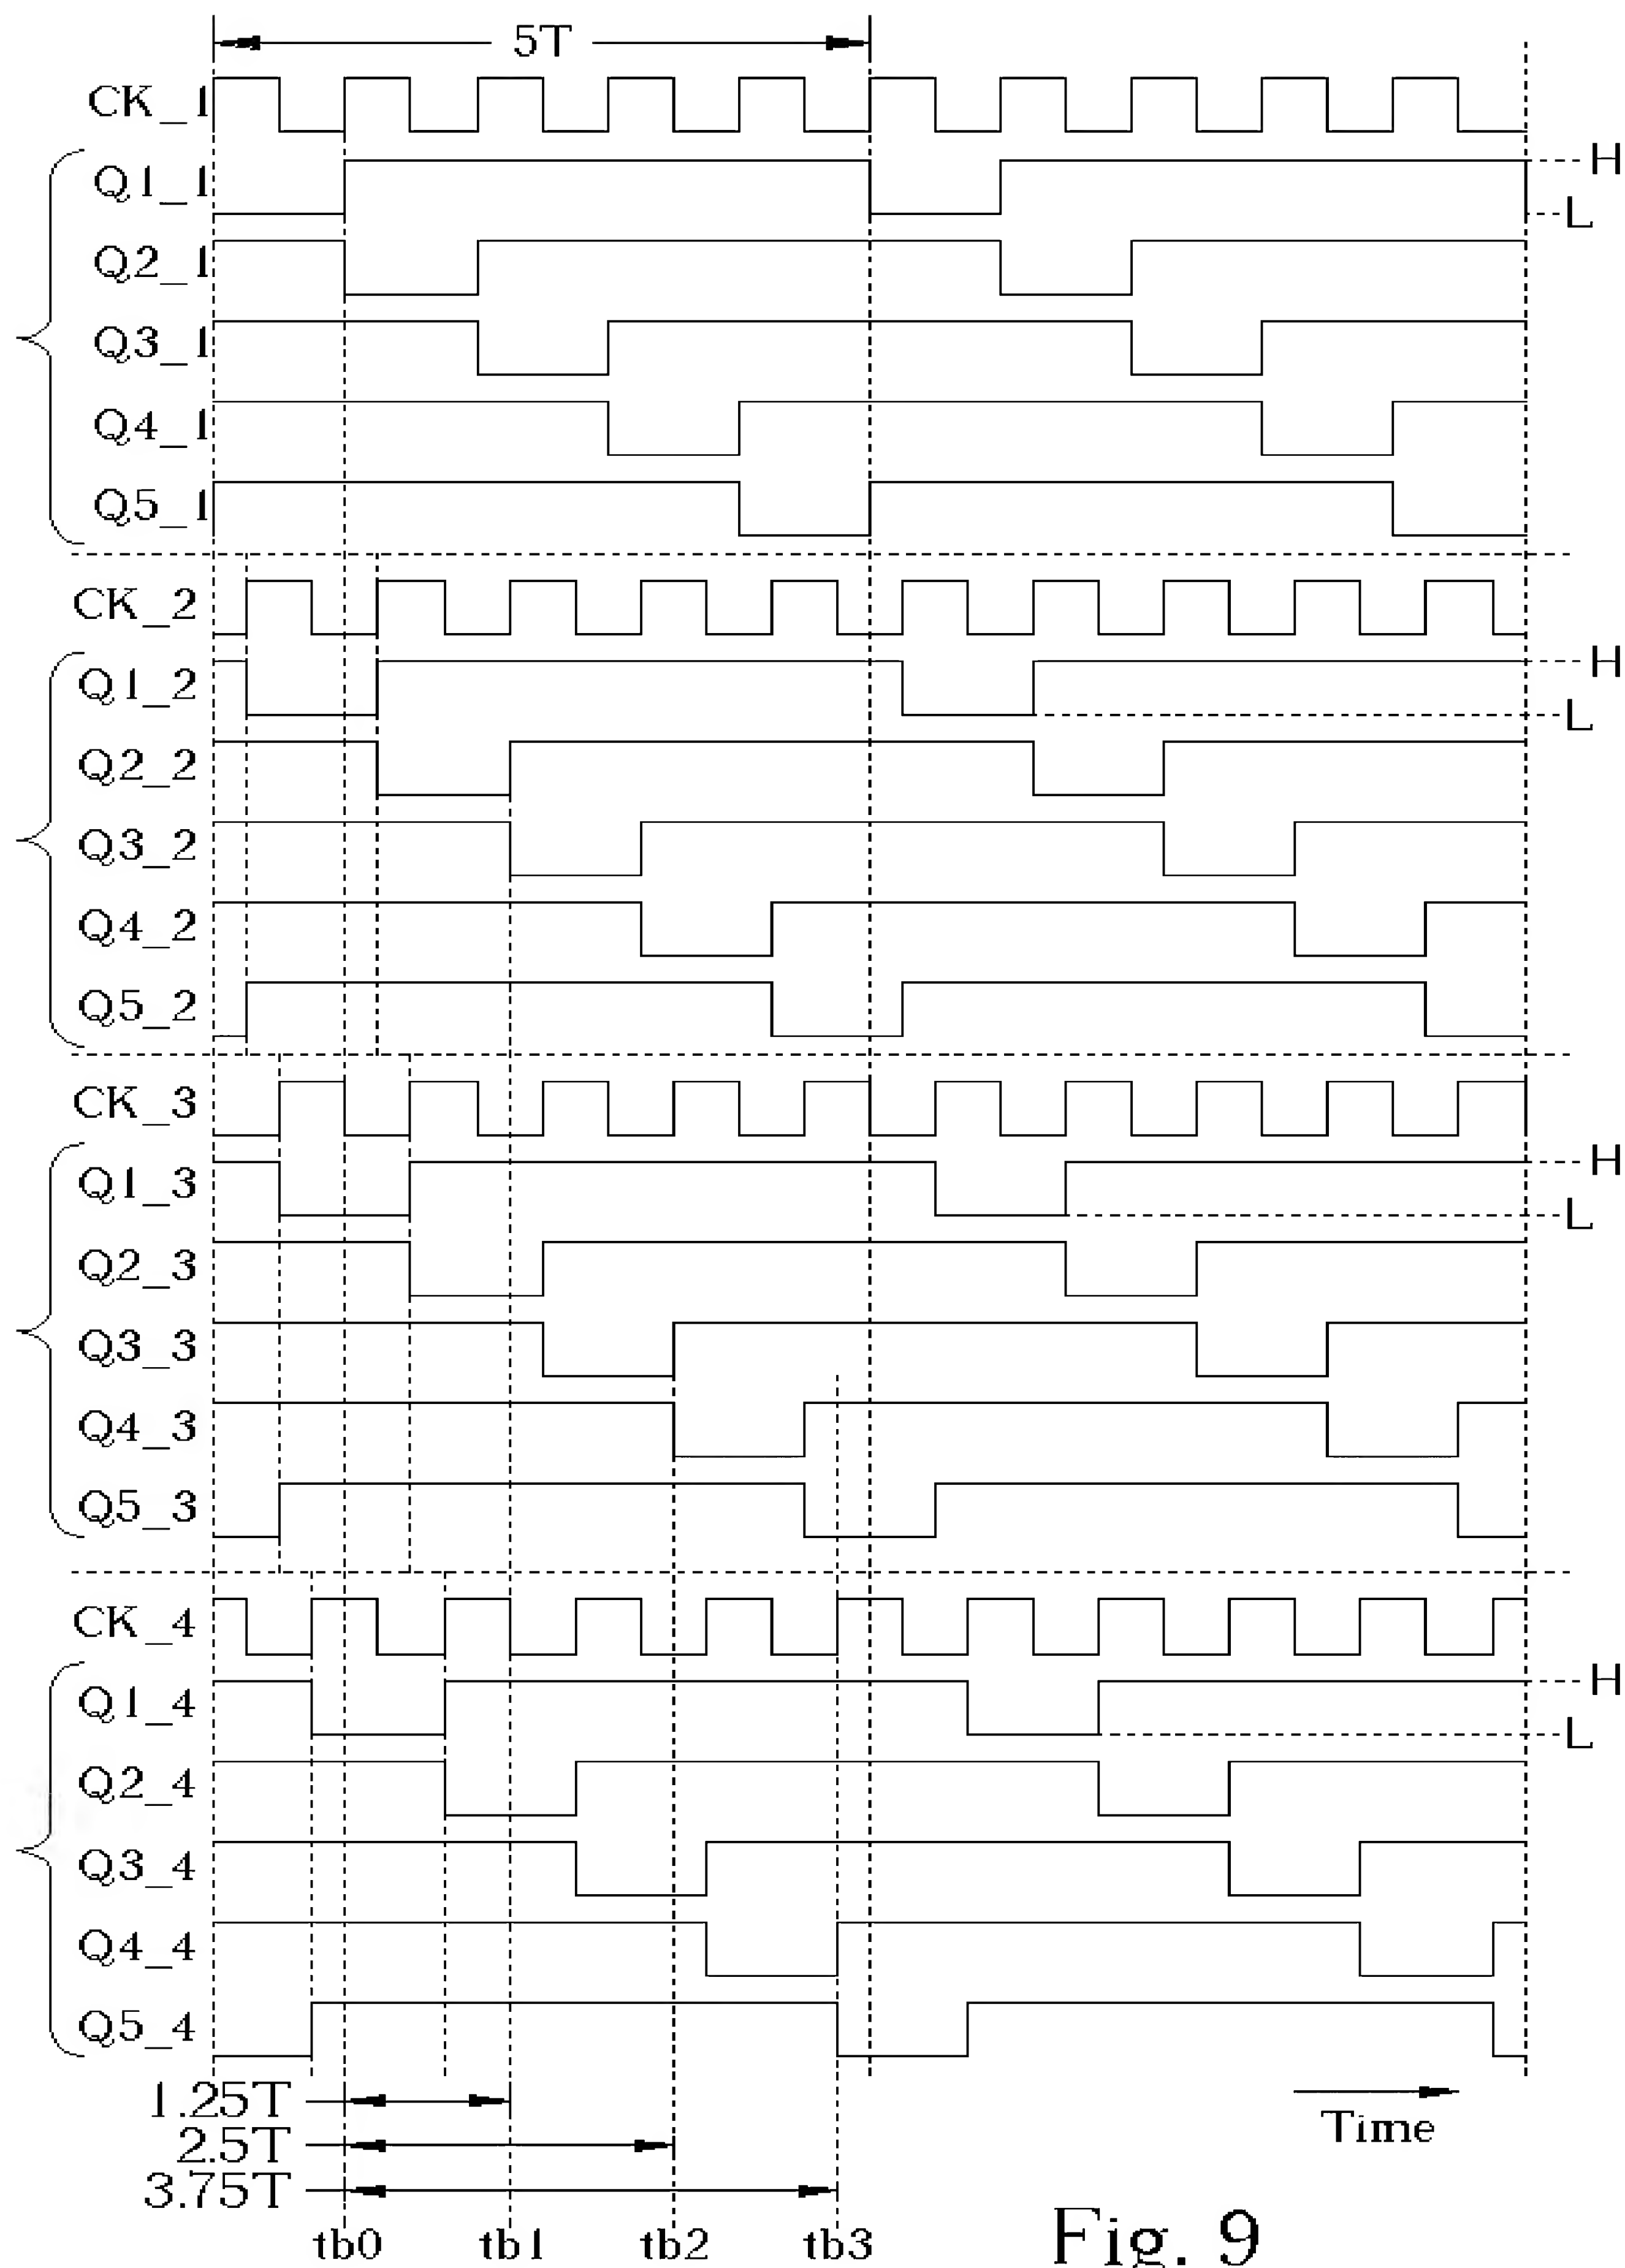 5T
CK_1
Q1_1
H
L
Q2_1
Q3_1
Q4_1
Q5_1
CK_2
Q1_2
H
L
Q2_2
Q3_2
Q4_2
Q5_2
CK_3
Q1_3
H
L
Q2_3
Q3_3
Q4_3
Q5_3
CK_4
Q1_4
H
L
Q2_4
Q3_4
Q4_4
Q5_4
1.25T
Time
2.5T
3.75T
tb0 tb1 tb2 tb3
Fig. 9